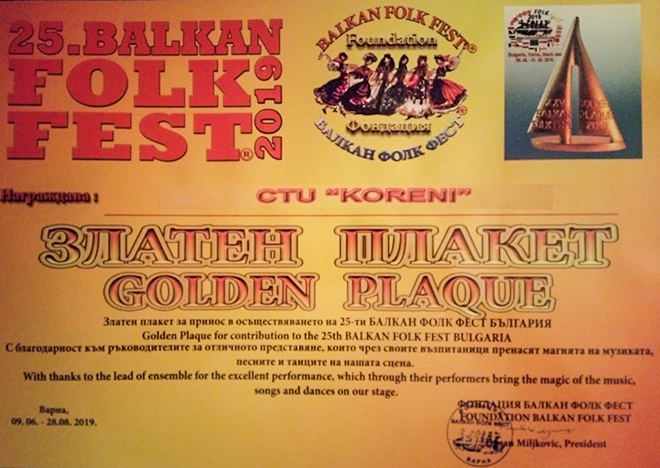 25. BALKAN
FOLK
FEST®
2019
BALKAN FOLK FEST®
Foundation
Фондация
БАЛКАН ФОЛК ФЕСТ®
2019
Награждава :
CTU “KORENI”
ЗЛАТЕН ПЛАКЕТ
GOLDEN PLAQUE
Златен плакет за принос в осъществяването на 25-ти БАЛКАН ФОЛК ФЕСТ БЪЛГАРИЯ
Golden Plaque for contribution to the 25th BALKAN FOLK FEST BULGARIA
С благодарност към ръководителите за отличното представяне, които чрез своите възпитаници пренасят магията на музиката,
песните и танците на нашата сцена.
With thanks to the lead of ensemble for the excellent performance, which through their performers bring the magic of the music,
songs and dances on our stage.
Варна,
09.06. - 28.08. 2019.
ФОНДАЦИЯ БАЛКАН ФОЛК ФЕСТ
FOUNDATION BALKAN FOLK FEST
Miljkovic, President
ВАРНА